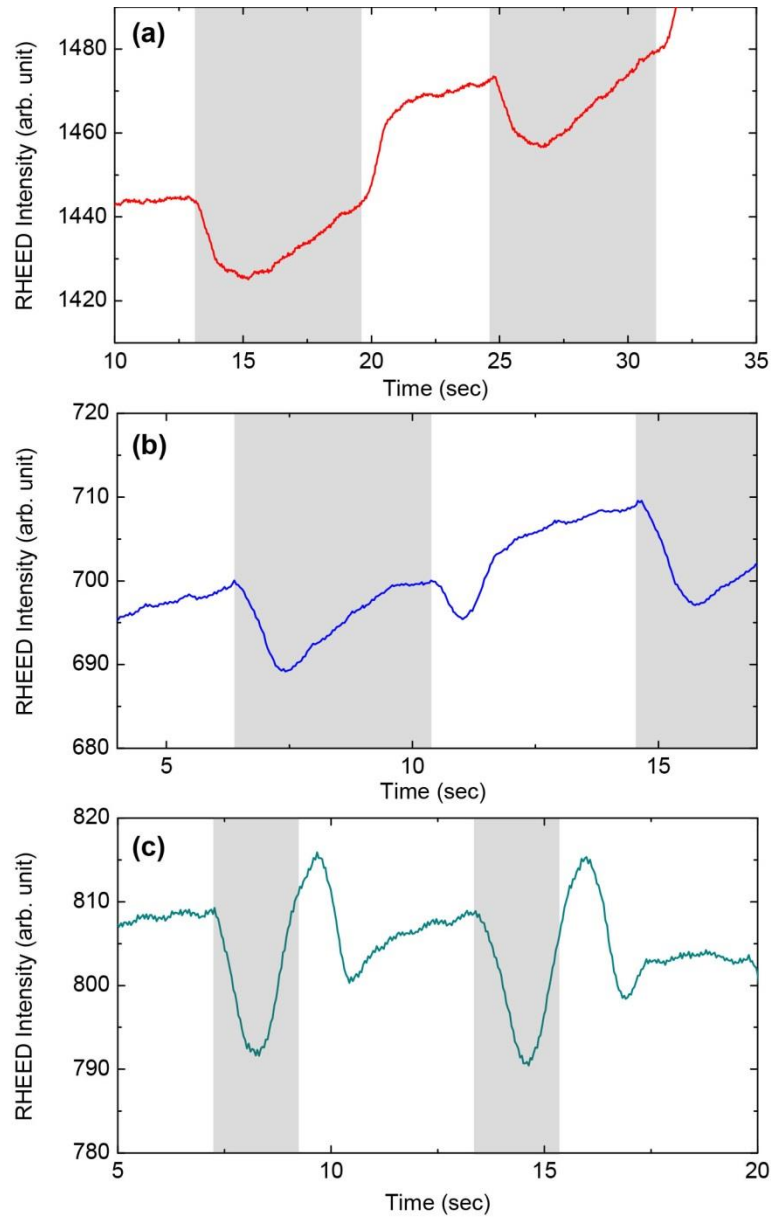 (a)
RHEED Intensity (arb. unit)
1480
1460
1440
1420
10 15 20 25 30 35
Time (sec)
(b)
RHEED Intensity (arb. unit)
720
710
700
690
680
5 10 15
Time (sec)
(c)
RHEED Intensity (arb. unit)
820
810
800
790
780
5 10 15 20
Time (sec)